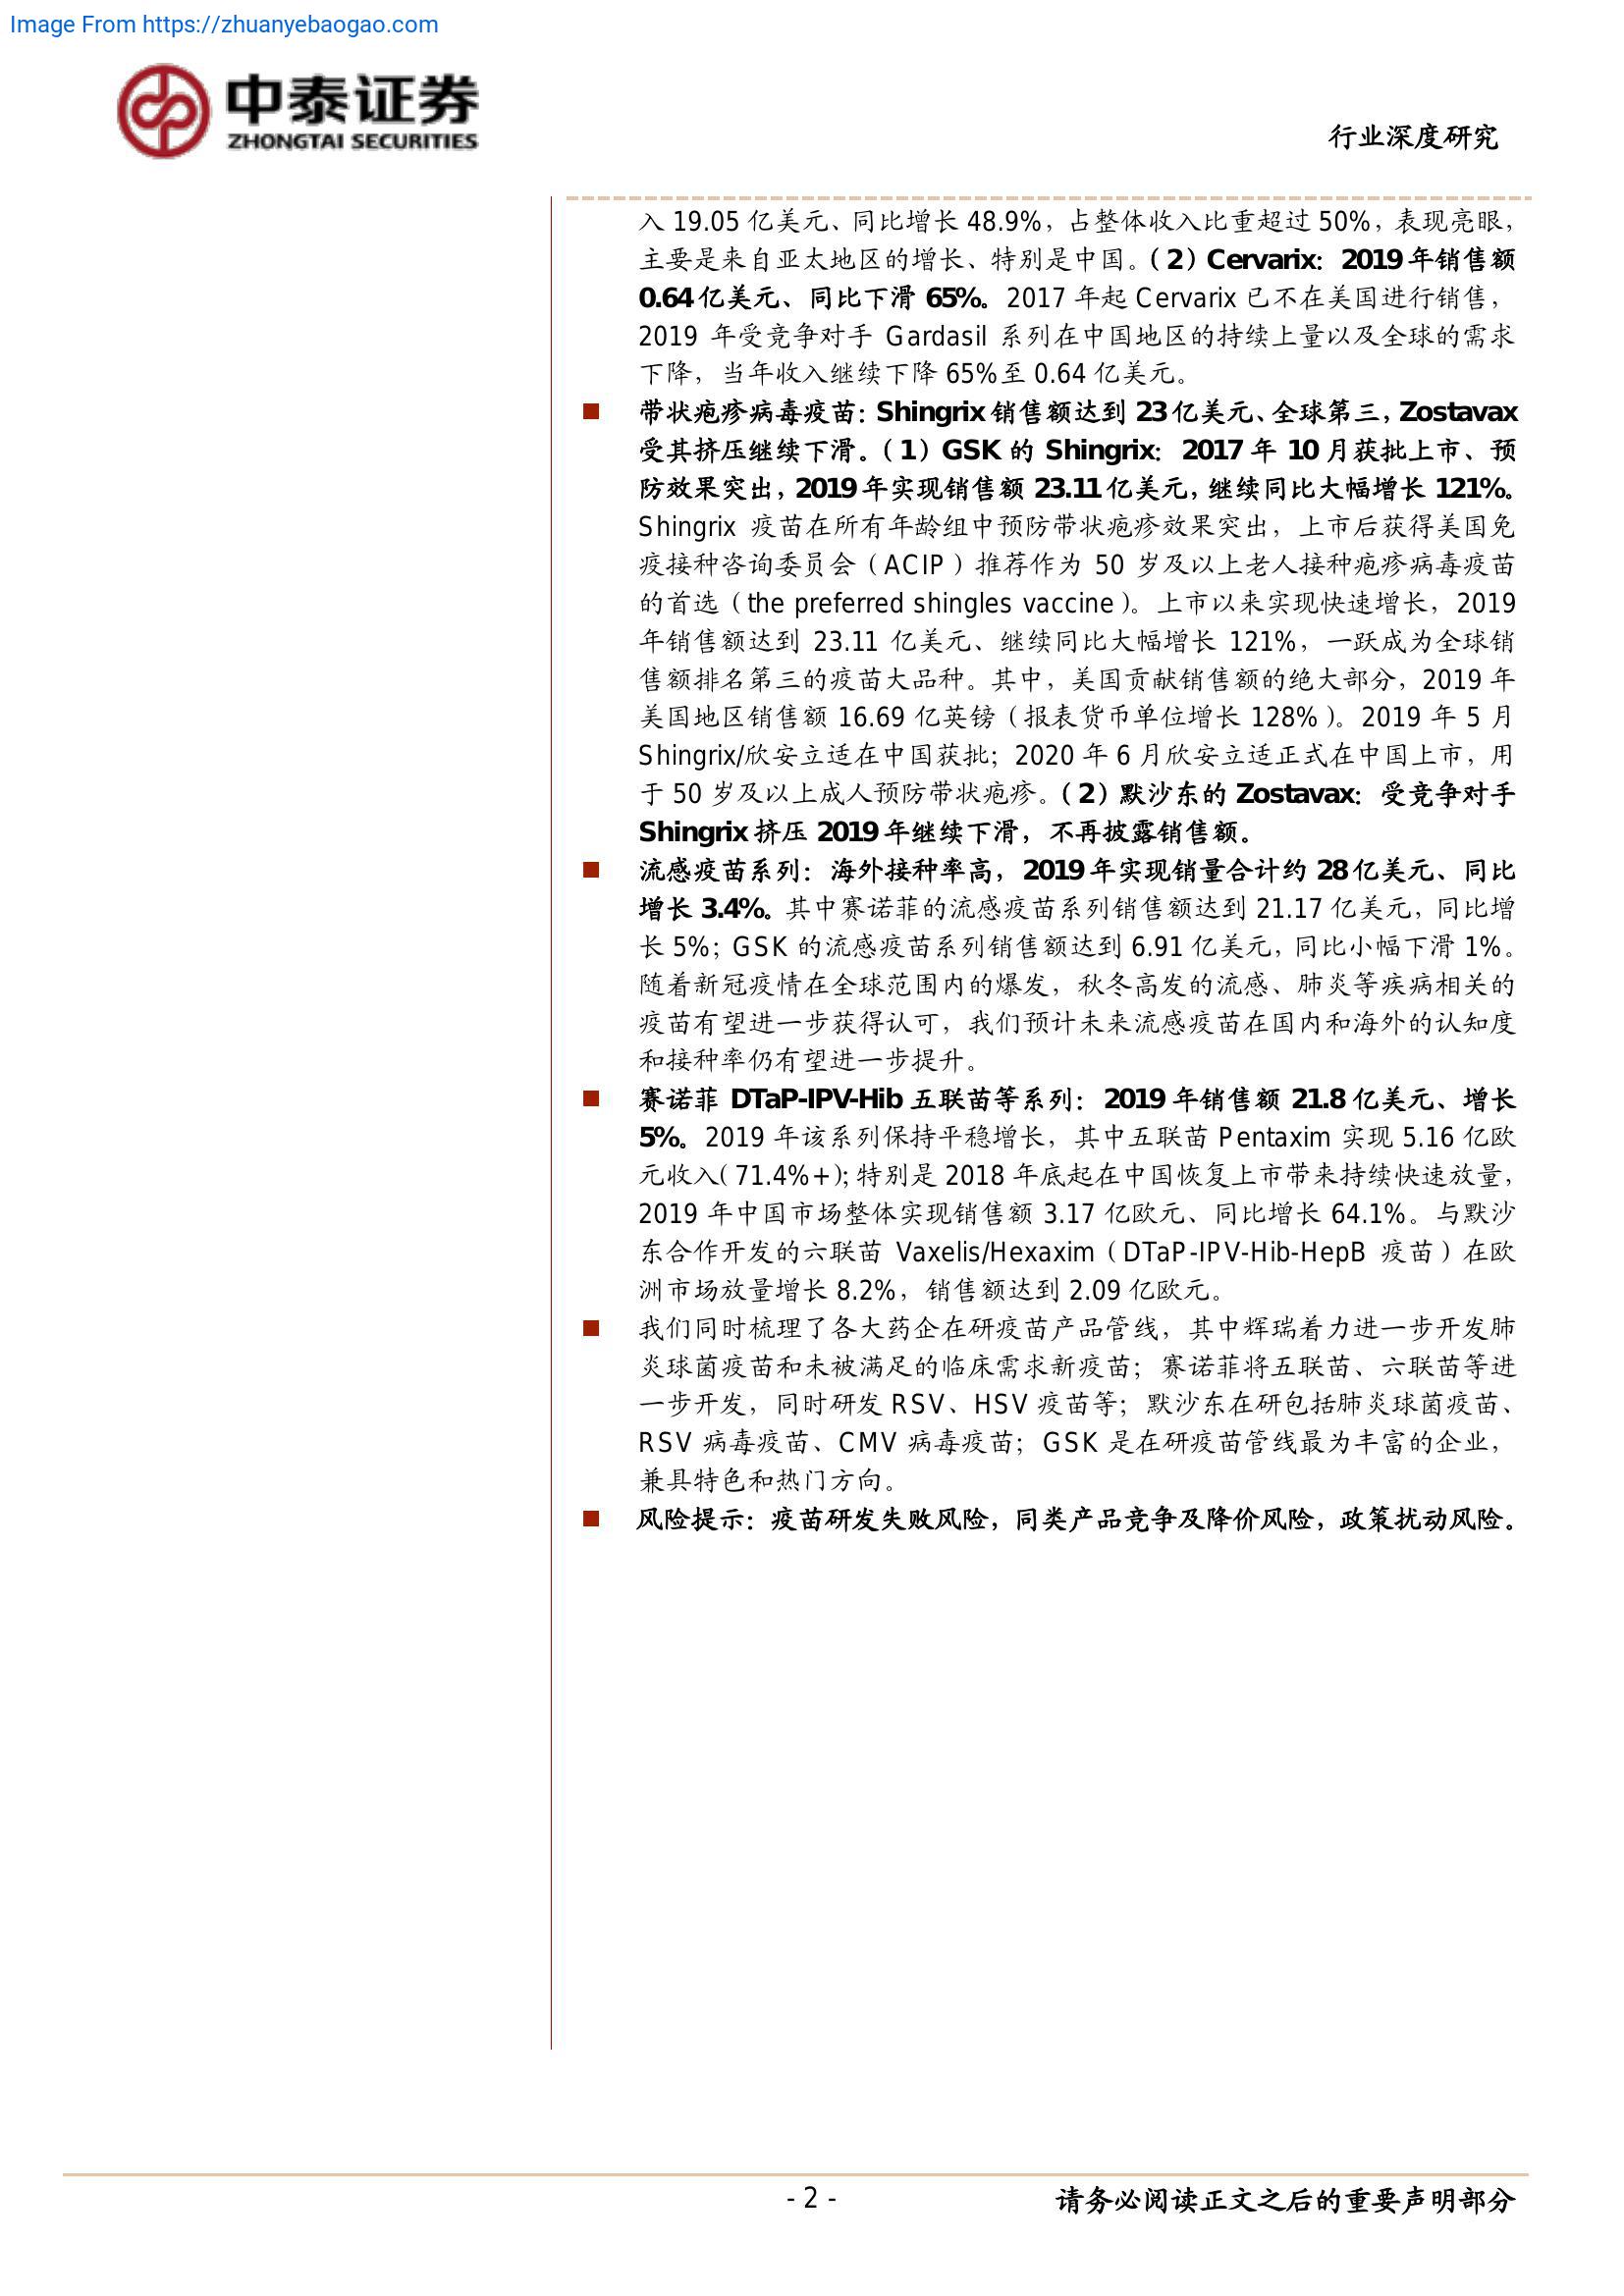 Image From https://zhuanyebaogao.com
中泰证券
ZHONGTAI SECURITIES
行业深度研究
入 19.05 亿美元、同比增长 48.9%，占整体收入比重超过 50%，表现亮眼，
主要是来自亚太地区的增长、特别是中国。（2）Cervarix：2019 年销售额
0.64 亿美元、同比下滑 65%。2017 年起 Cervarix 已不在美国进行销售，
2019 年受竞争对手 Gardasil 系列在中国地区的持续上量以及全球的需求
下降，当年收入继续下降 65%至 0.64 亿美元。
■ 带状疱疹病毒疫苗：Shingrix 销售额达到 23 亿美元、全球第三，Zostavax
受其挤压继续下滑。（1）GSK 的 Shingrix：2017 年 10 月获批上市、预
防效果突出，2019 年实现销售额 23.11 亿美元，继续同比大幅增长 121%。
Shingrix 疫苗在所有年龄组中预防带状疱疹效果突出，上市后获得美国免
疫接种咨询委员会（ACIP）推荐作为 50 岁及以上老人接种疱疹病毒疫苗
的首选（the preferred shingles vaccine）。上市以来实现快速增长，2019
年销售额达到 23.11 亿美元、继续同比大幅增长 121%，一跃成为全球销
售额排名第三的疫苗大品种。其中，美国贡献销售额的绝大部分，2019 年
美国地区销售额 16.69 亿英镑（报表货币单位增长 128%）。2019 年 5 月
Shingrix/欣安立适在中国获批；2020 年 6 月欣安立适正式在中国上市，用
于 50 岁及以上成人预防带状疱疹。（2）默沙东的 Zostavax：受竞争对手
Shingrix 挤压 2019 年继续下滑，不再披露销售额。
■ 流感疫苗系列：海外接种率高，2019 年实现销量合计约 28 亿美元、同比
增长 3.4%。其中赛诺菲的流感疫苗系列销售额达到 21.17 亿美元，同比增
长 5%；GSK 的流感疫苗系列销售额达到 6.91 亿美元，同比小幅下滑 1%。
随着新冠疫情在全球范围内的爆发，秋冬高发的流感、肺炎等疾病相关的
疫苗有望进一步获得认可，我们预计未来流感疫苗在国内和海外的认知度
和接种率仍有望进一步提升。
■ 赛诺菲 DTaP-IPV-Hib 五联苗等系列：2019 年销售额 21.8 亿美元、增长
5%。2019 年该系列保持平稳增长，其中五联苗 Pentaxim 实现 5.16 亿欧
元收入（71.4%+）；特别是 2018 年底起在中国恢复上市带来持续快速放量，
2019 年中国市场整体实现销售额 3.17 亿欧元、同比增长 64.1%。与默沙
东合作开发的六联苗 Vaxelis/Hexaxim（DTaP-IPV-Hib-HepB 疫苗）在欧
洲市场放量增长 8.2%，销售额达到 2.09 亿欧元。
■ 我们同时梳理了各大药企在研疫苗产品管线，其中辉瑞着力进一步开发肺
炎球菌疫苗和未被满足的临床需求新疫苗；赛诺菲将五联苗、六联苗等进
一步开发，同时研发 RSV、HSV 疫苗等；默沙东在研包括肺炎球菌疫苗、
RSV 病毒疫苗、CMV 病毒疫苗；GSK 是在研疫苗管线最为丰富的企业，
兼具特色和热门方向。
■ 风险提示：疫苗研发失败风险，同类产品竞争及降价风险，政策扰动风险。
- 2 -
请务必阅读正文之后的重要声明部分